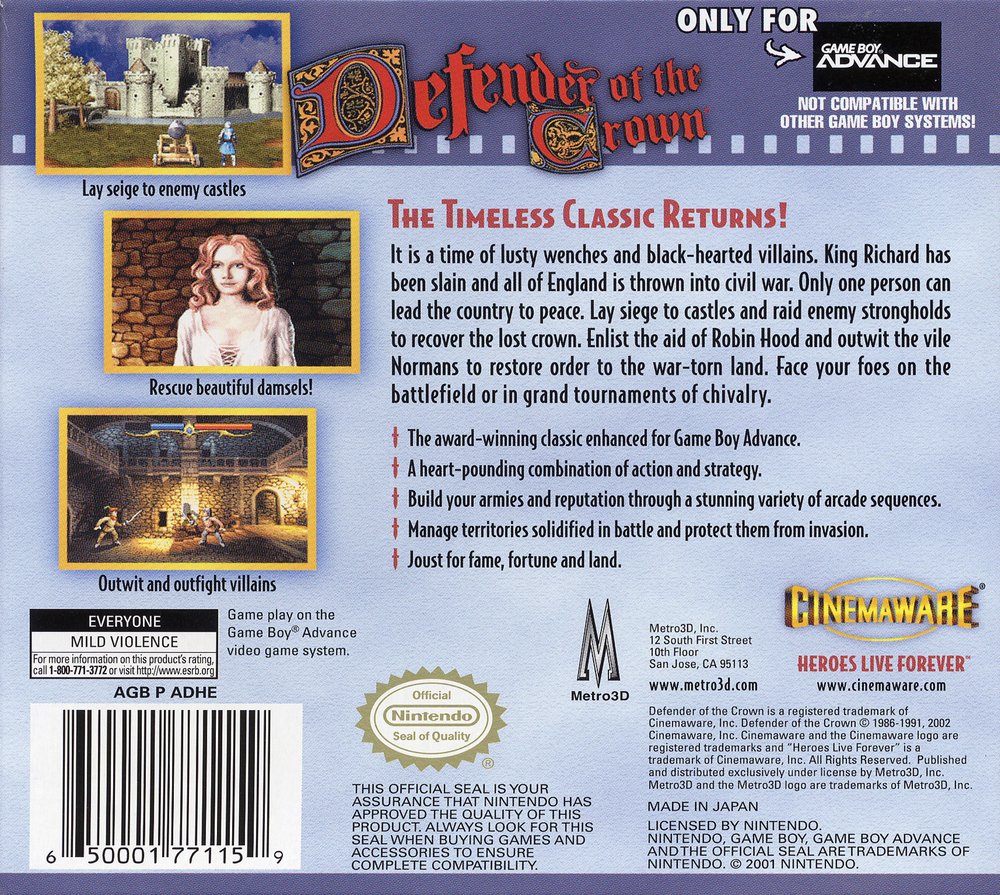 ONLY FOR
GAME BOY
ADVANCE
NOT COMPATIBLE WITH
OTHER GAME BOY SYSTEMS!
Defender of the
Crown™
Lay seige to enemy castles
Rescue beautiful damsels!
Outwit and outfight villains
THE TIMELESS CLASSIC RETURNS!
It is a time of lusty wenches and black-hearted villains. King Richard has
been slain and all of England is thrown into civil war. Only one person can
lead the country to peace. Lay siege to castles and raid enemy strongholds
to recover the lost crown. Enlist the aid of Robin Hood and outwit the vile
Normans to restore order to the war-torn land. Face your foes on the
battlefield or in grand tournaments of chivalry.
The award-winning classic enhanced for Game Boy Advance.
A heart-pounding combination of action and strategy.
Build your armies and reputation through a stunning variety of arcade sequences.
Manage territories solidified in battle and protect them from invasion.
Joust for fame, fortune and land.
EVERYONE
MILD VIOLENCE
For more information on this product's rating,
call 1-800-771-3772 or visit http://www.esrb.org
Game play on the
Game Boy® Advance
video game system.
AGB P ADHE
6 50001 77115 9
Official
Nintendo
Seal of Quality
®
THIS OFFICIAL SEAL IS YOUR
ASSURANCE THAT NINTENDO HAS
APPROVED THE QUALITY OF THIS
PRODUCT. ALWAYS LOOK FOR THIS
SEAL WHEN BUYING GAMES AND
ACCESSORIES TO ENSURE
COMPLETE COMPATIBILITY.
M
Metro3D
Metro3D, Inc.
12 South First Street
10th Floor
San Jose, CA 95113
www.metro3d.com
CINEMAWARE®
HEROES LIVE FOREVER™
www.cinemaware.com
Defender of the Crown is a registered trademark of
Cinemaware, Inc. Defender of the Crown © 1986-1991, 2002
Cinemaware, Inc. Cinemaware and the Cinemaware logo are
registered trademarks and "Heroes Live Forever" is a
trademark of Cinemaware, Inc. All Rights Reserved. Published
and distributed exclusively under license by Metro3D, Inc.
Metro3D and the Metro3D logo are trademarks of Metro3D, Inc.
MADE IN JAPAN
LICENSED BY NINTENDO.
NINTENDO, GAME BOY, GAME BOY ADVANCE
AND THE OFFICIAL SEAL ARE TRADEMARKS OF
NINTENDO. © 2001 NINTENDO.